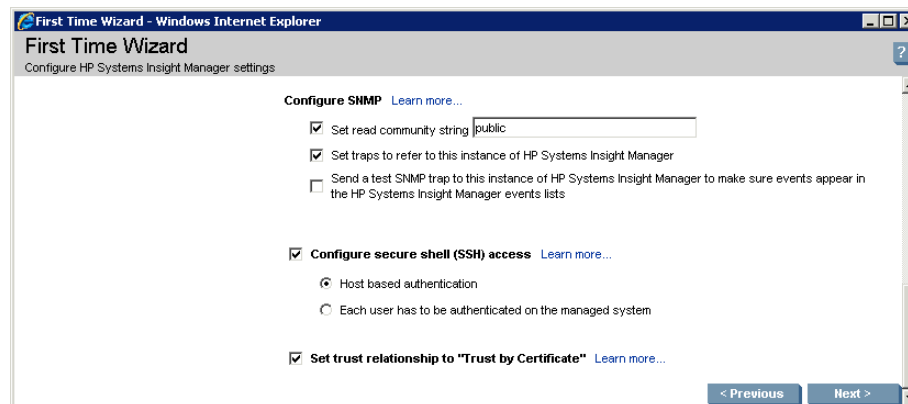 First Time Wizard - Windows Internet Explorer
First Time Wizard
Configure HP Systems Insight Manager settings
?
Configure SNMP Learn more...
Set read community string public
Set traps to refer to this instance of HP Systems Insight Manager
Send a test SNMP trap to this instance of HP Systems Insight Manager to make sure events appear in
the HP Systems Insight Manager events lists
Configure secure shell (SSH) access Learn more...
Host based authentication
Each user has to be authenticated on the managed system
Set trust relationship to "Trust by Certificate" Learn more...
< Previous Next >